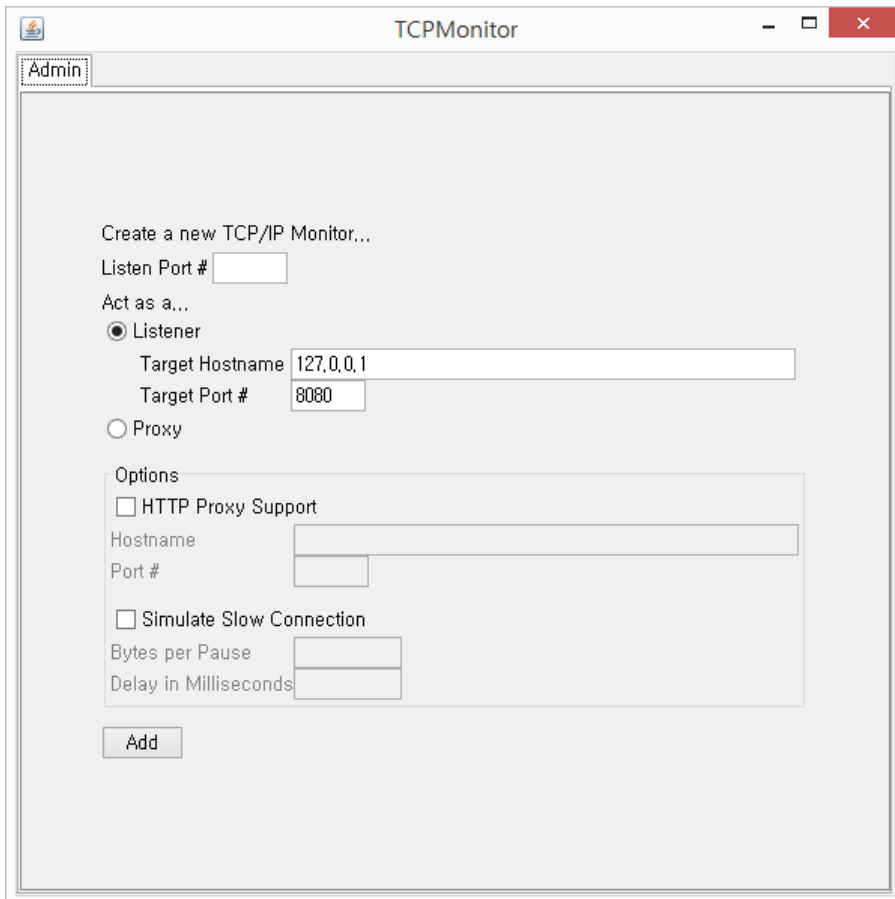 TCPMonitor
Admin
Create a new TCP/IP Monitor...
Listen Port #
Act as a...
Listener
Target Hostname 127.0.0.1
Target Port # 8080
Proxy
Options
HTTP Proxy Support
Hostname
Port #
Simulate Slow Connection
Bytes per Pause
Delay in Milliseconds
Add